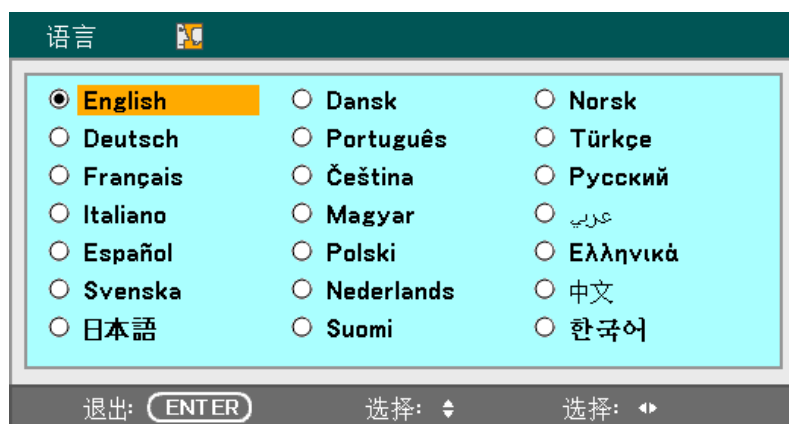 语言
English Dansk Norsk
Deutsch Português Türkçe
Français Čeština Русский
Italiano Magyar عربي
Español Polski Ελληνικά
Svenska Nederlands 中文
日本語 Suomi 한국어
退出: ENTER 选择: 选择: